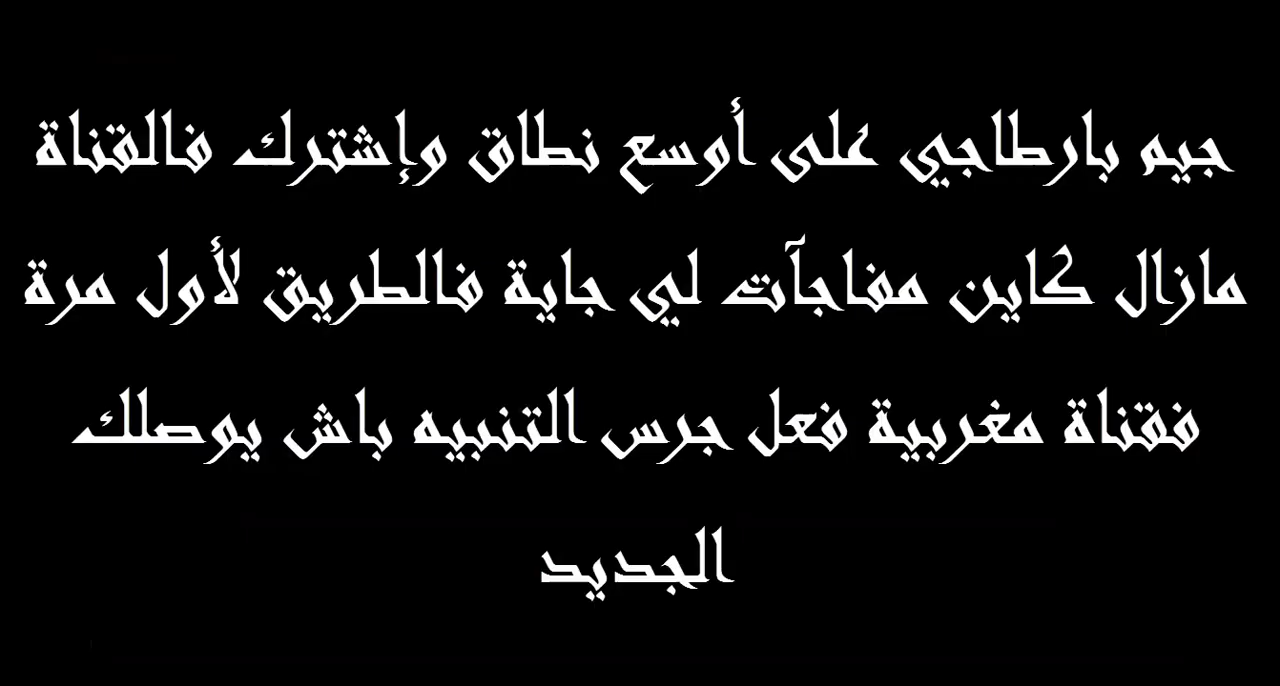 جيم بارطاجي على أوسع نطاق وإشترك فالقناة
مازال كاين مفاجآت لي جاية فالطريق لأول مرة
فقناة مغربية فعل جرس التنبيه باش يوصلك
الجديد